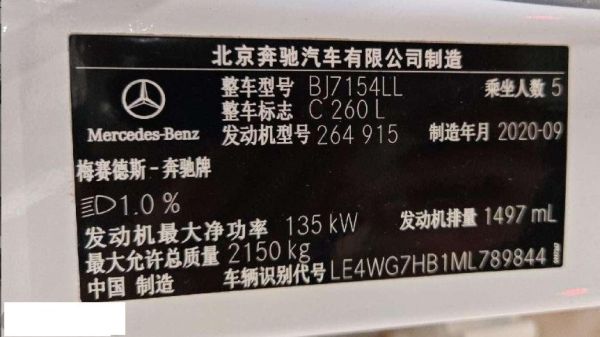 北京奔驰汽车有限公司制造
整车型号 BJ7154LL 乘坐人数 5
整车标志 C 260 L
Mercedes-Benz 发动机型号 264 915 制造年月 2020-09
梅赛德斯－奔驰牌
1.0 %
发动机最大净功率 135 kW 发动机排量 1497 mL
最大允许总质量 2150 kg
中国 制造 车辆识别代号 LE4WG7HB1ML789844